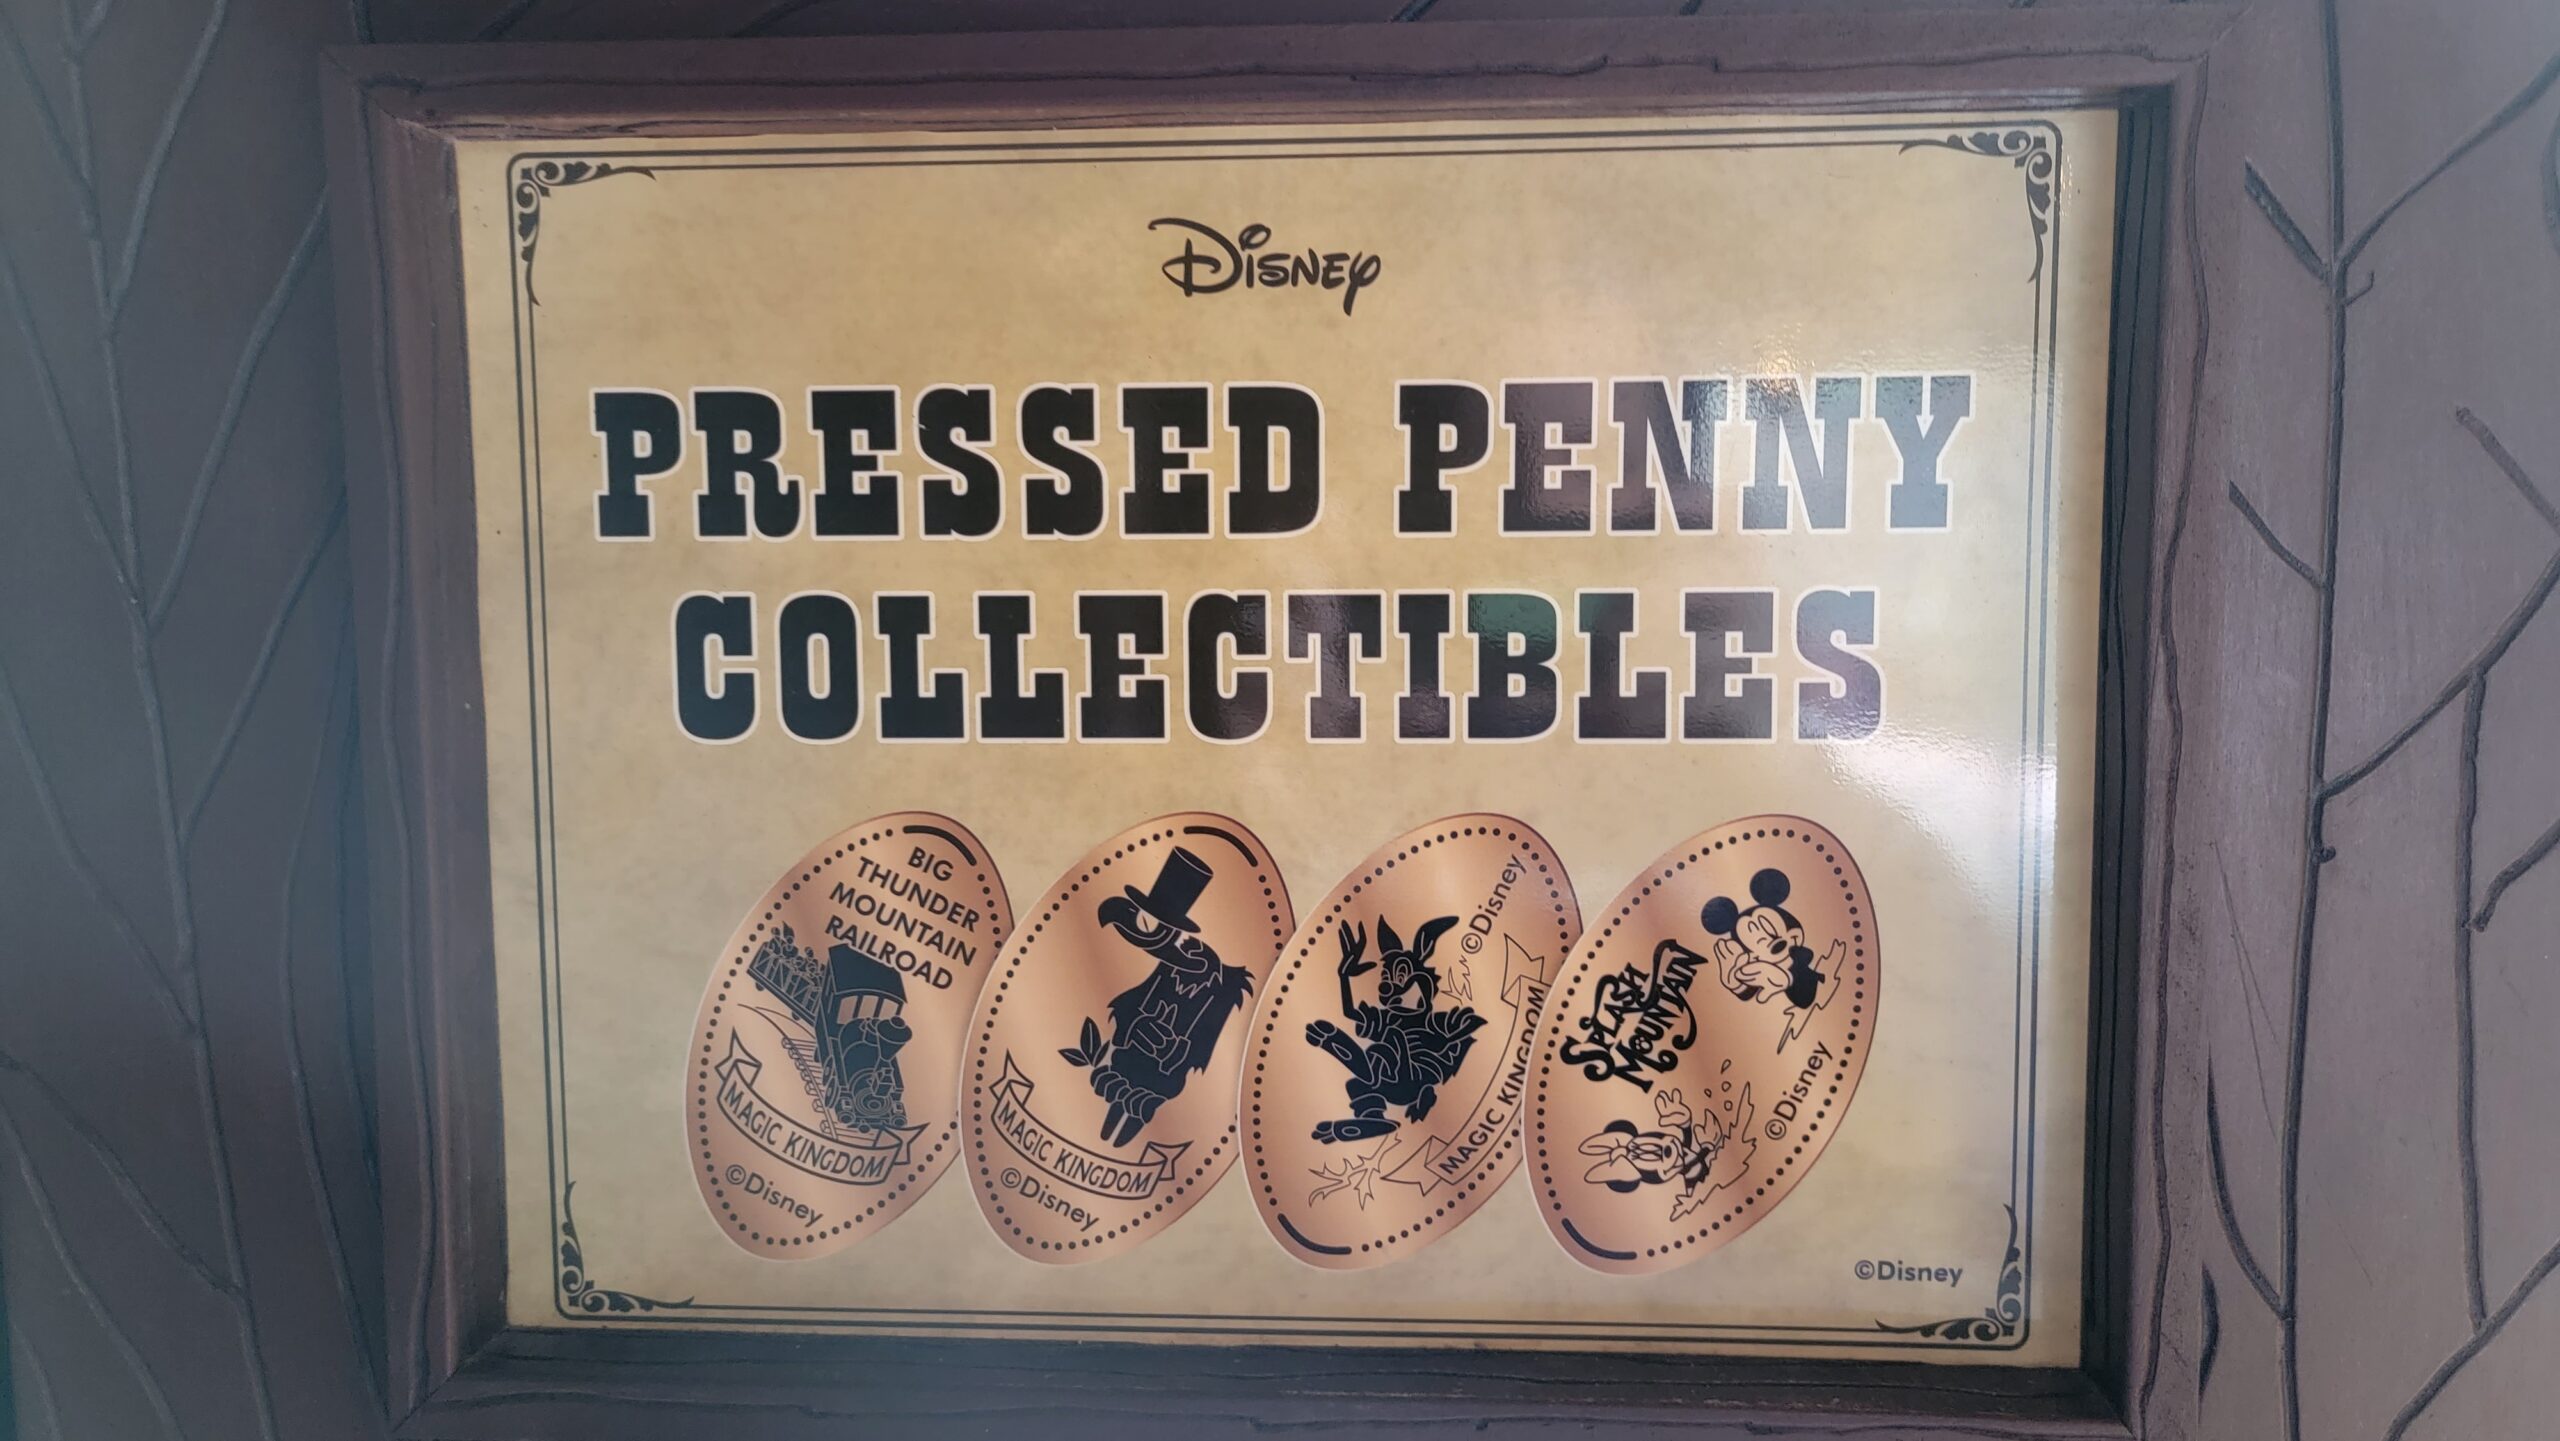 Disney
PRESSED PENNY
COLLECTIBLES
BIG
THUNDER
MOUNTAIN
RAILROAD
MAGIC KINGDOM
©Disney
MAGIC KINGDOM
©Disney
©Disney
MAGIC KINGDOM
SPLASH
MOUNTAIN
©Disney
©Disney